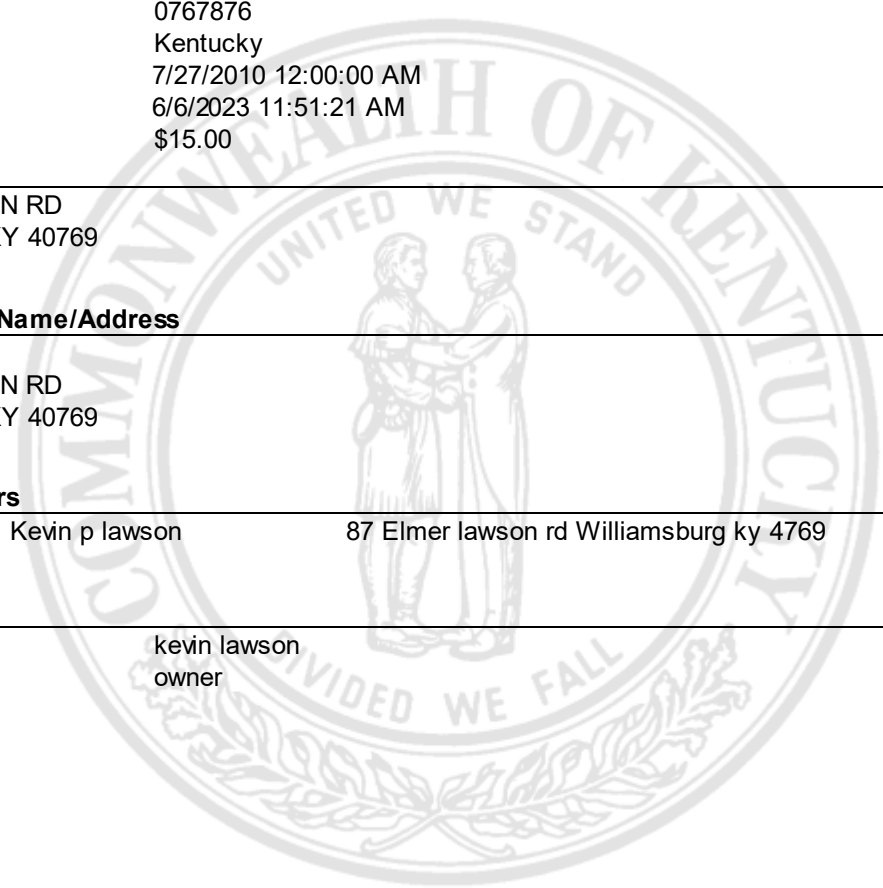 0767876
Kentucky
7/27/2010 12:00:00 AM
6/6/2023 11:51:21 AM
$15.00
N RD
KY 40769
Name/Address
N RD
KY 40769
rs
Kevin p lawson 87 Elmer lawson rd Williamsburg ky 4769
kevin lawson
owner
COMMONWEALTH OF KENTUCKY
UNITED WE STAND
DIVIDED WE FALL